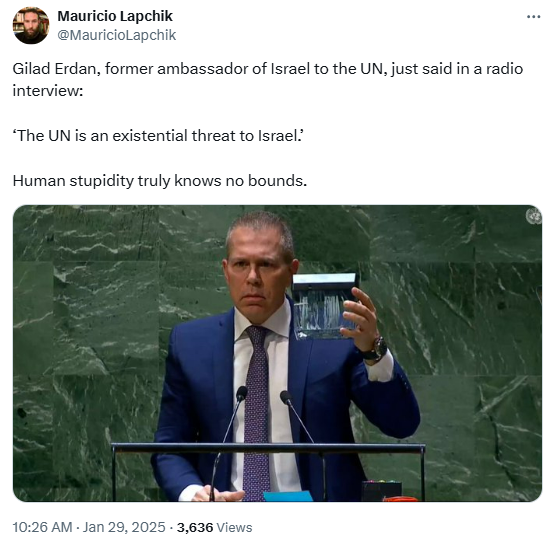 Mauricio Lapchik
@MauricioLapchik
Gilad Erdan, former ambassador of Israel to the UN, just said in a radio
interview:
‘The UN is an existential threat to Israel.’
Human stupidity truly knows no bounds.
10:26 AM · Jan 29, 2025 · 3,636 Views